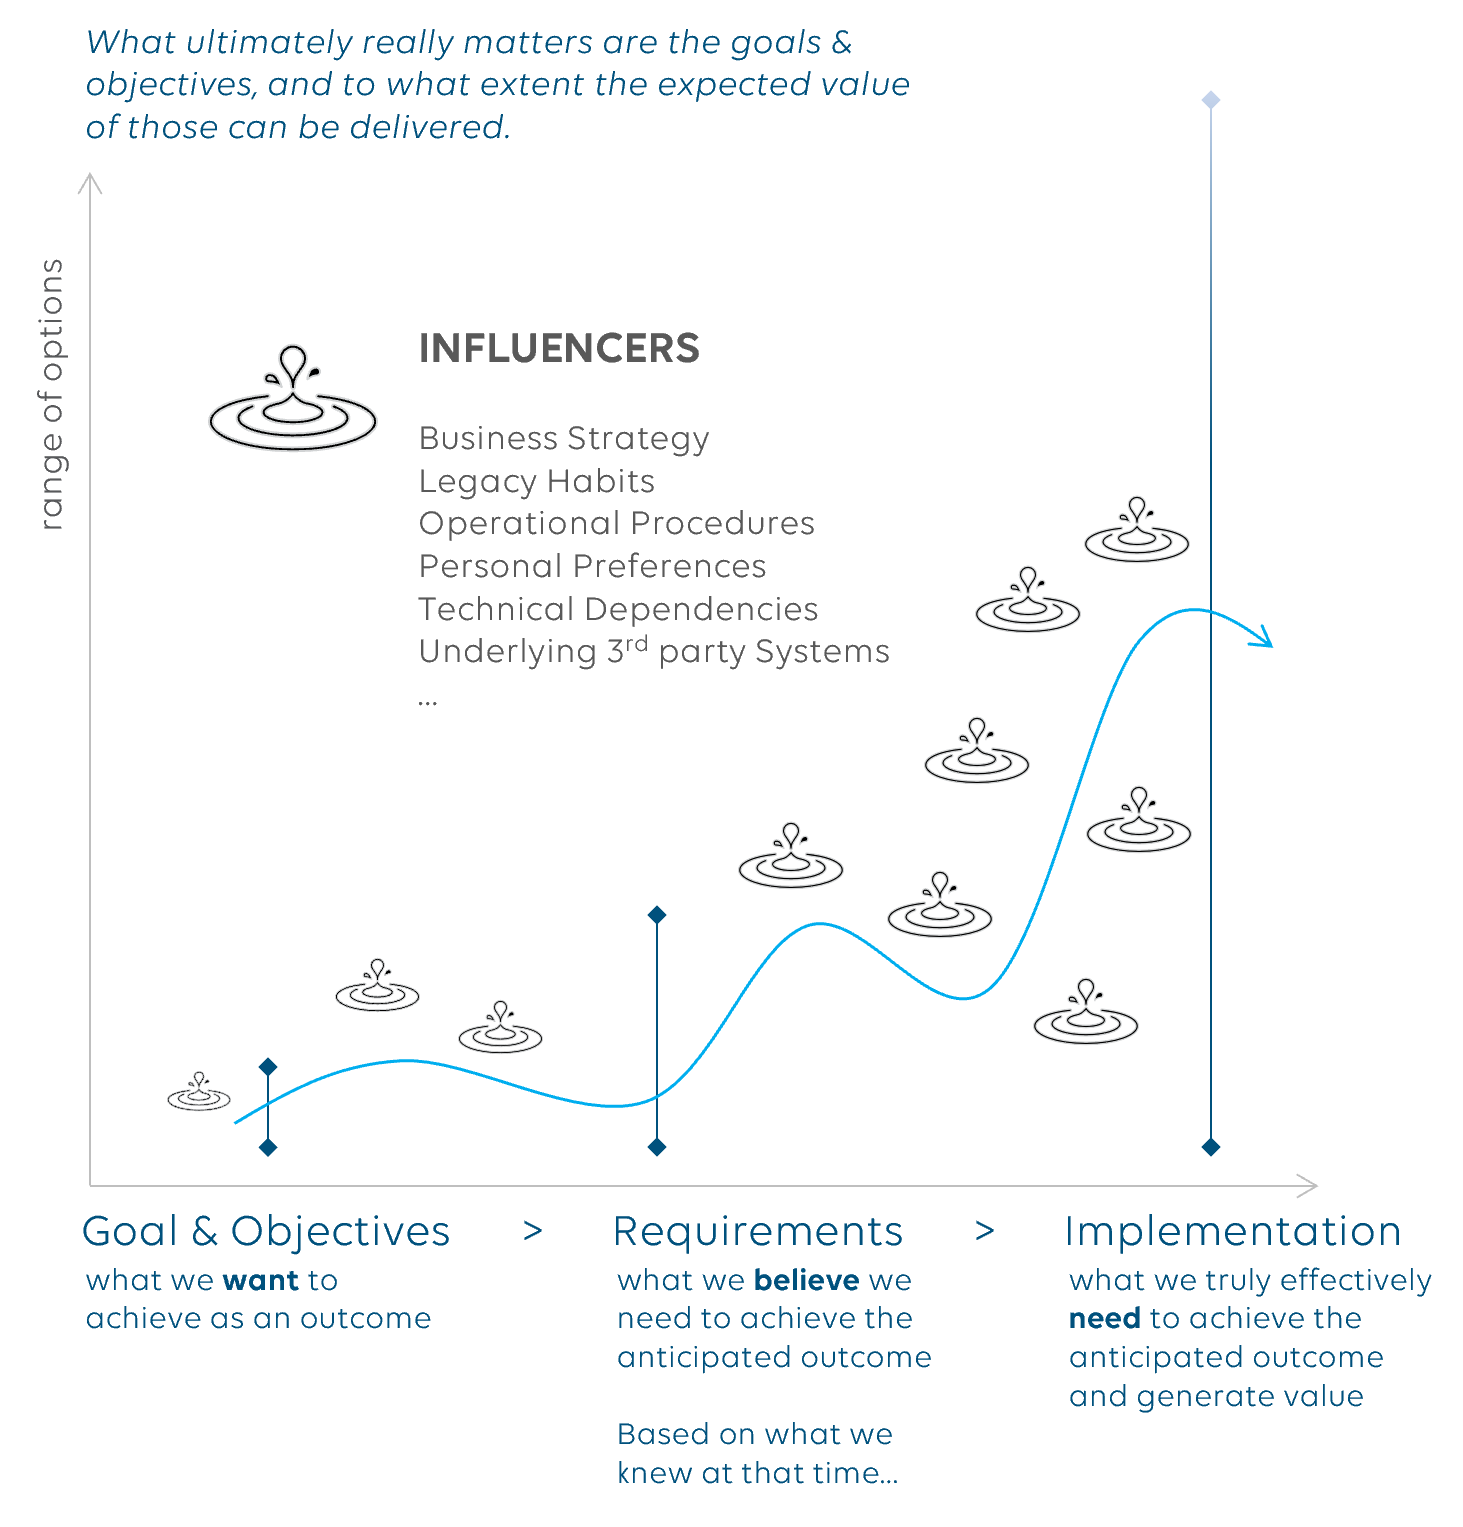 What ultimately really matters are the goals &
objectives, and to what extent the expected value
of those can be delivered.
range of options
INFLUENCERS
Business Strategy
Legacy Habits
Operational Procedures
Personal Preferences
Technical Dependencies
Underlying 3rd party Systems
...
Goal & Objectives > Requirements > Implementation
what we want to
achieve as an outcome
what we believe we
need to achieve the
anticipated outcome
Based on what we
knew at that time...
what we truly effectively
need to achieve the
anticipated outcome
and generate value